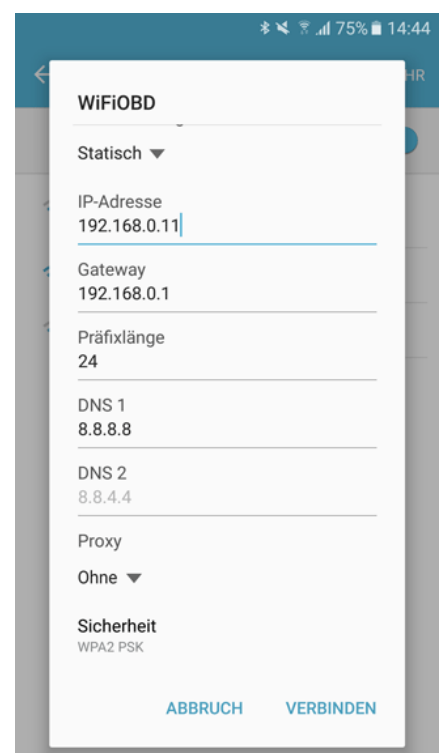 75% 14:44
HR
WiFiOBD
Statisch
IP-Adresse
192.168.0.11
Gateway
192.168.0.1
Präfixlänge
24
DNS 1
8.8.8.8
DNS 2
8.8.4.4
Proxy
Ohne
Sicherheit
WPA2 PSK
ABBRUCH VERBINDEN